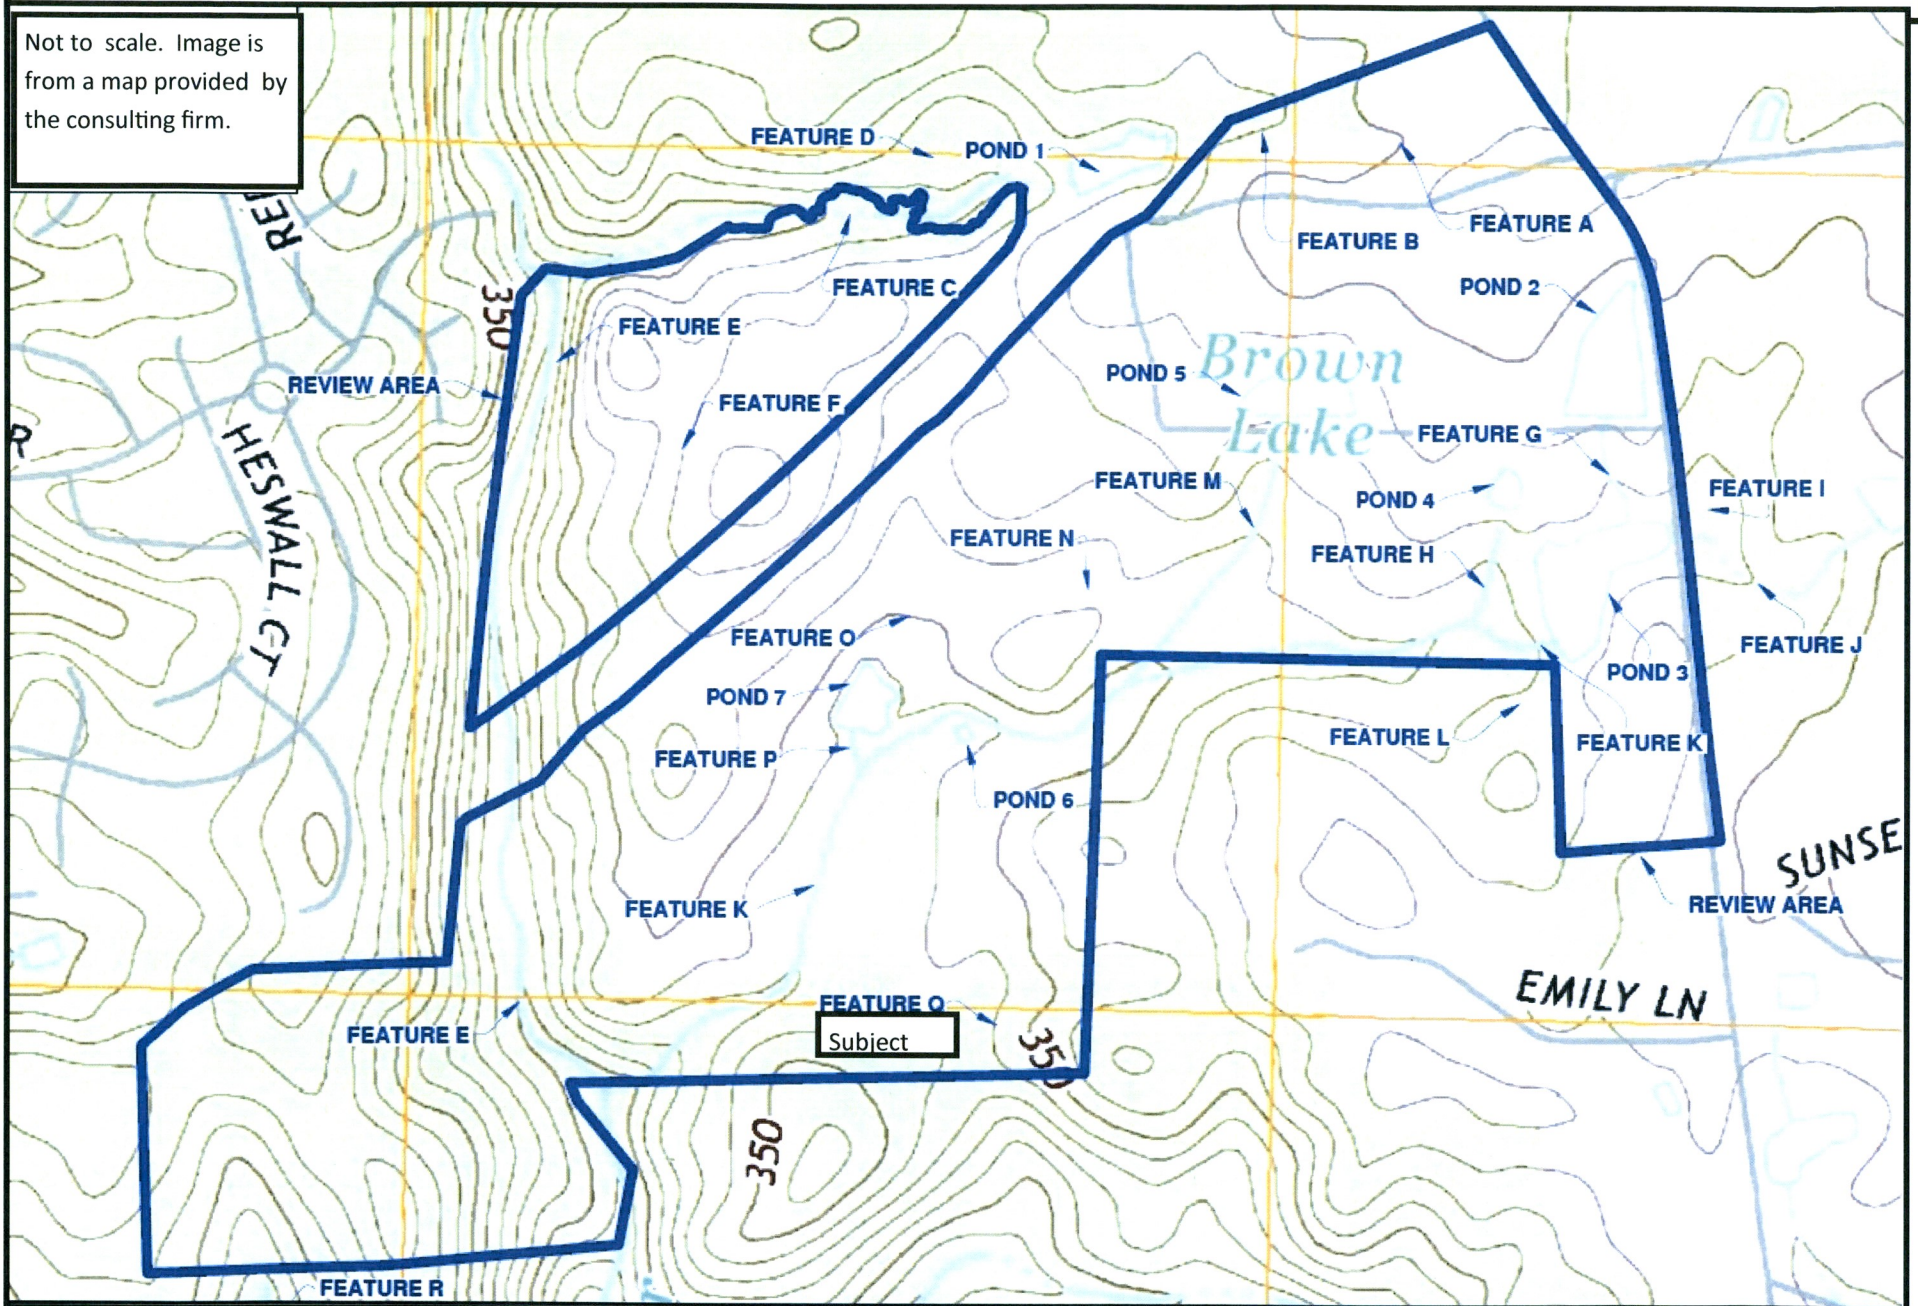 Not to scale. Image is
from a map provided by
the consulting firm.
FEATURE D
POND 1
FEATURE A
FEATURE B
FEATURE C
POND 2
350
FEATURE E
REVIEW AREA
POND 5
Brown
Lake
FEATURE F
R
HESWALL CT
FEATURE G
FEATURE M
POND 4
FEATURE I
FEATURE N
FEATURE H
FEATURE O
POND 3
FEATURE J
POND 7
FEATURE P
FEATURE L
FEATURE K
POND 6
SUNSE
FEATURE K
REVIEW AREA
EMILY LN
FEATURE Q
Subject
FEATURE E
350
350
FEATURE R